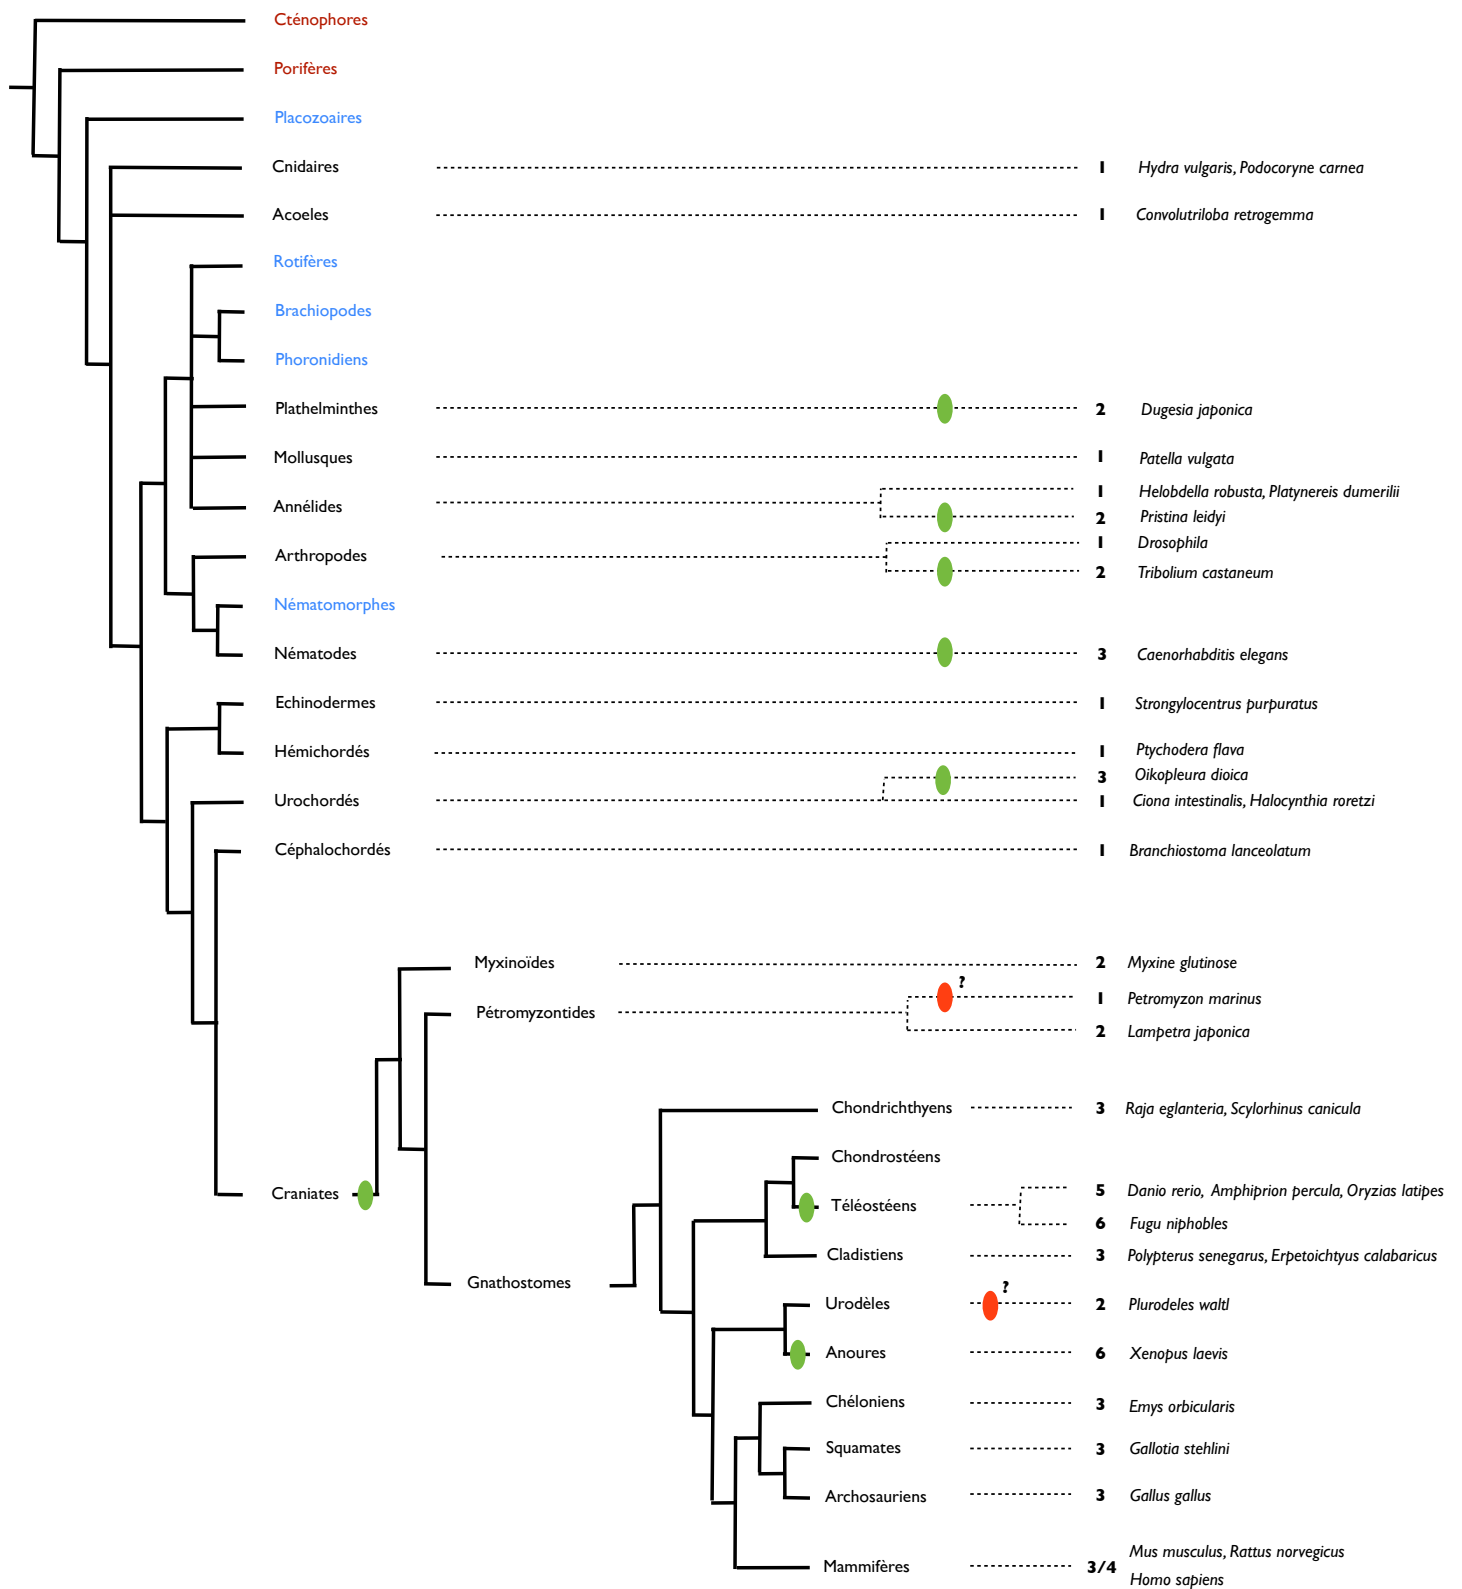 Cténophores
Porifères
Placozoaires
Cnidaires 1 Hydra vulgaris, Podocoryne carnea
Acoeles 1 Convolutriloba retrogemma
Rotifères
Brachiopodes
Phoronidiens
Plathelminthes 2 Dugesia japonica
Mollusques 1 Patella vulgata
1 Helobdella robusta, Platynereis dumerilii
Annélides
2 Pristina leidyi
1 Drosophila
Arthropodes
2 Tribolium castaneum
Nématomorphes
Nématodes 3 Caenorhabditis elegans
Echinodermes 1 Strongylocentrus purpuratus
Hémichordés 1 Ptychodera flava
3 Oikopleura dioica
Urochordés 1 Ciona intestinalis, Halocynthia roretzi
Céphalochordés 1 Branchiostoma lanceolatum
Myxinoïdes 2 Myxine glutinose
?
1 Petromyzon marinus
Pétromyzontides
2 Lampetra japonica
Chondrichthyens 3 Raja eglanteria, Scylorhinus canicula
Chondrostéens
5 Danio rerio, Amphiprion percula, Oryzias latipes
Craniates
Téléostéens
6 Fugu niphobles
Cladistiens 3 Polypterus senegarus, Erpetoichtyus calabaricus
Gnathostomes
?
Urodèles 2 Plurodeles waltl
Anoures 6 Xenopus laevis
Chéloniens 3 Emys orbicularis
Squamates 3 Gallotia stehlini
Archosauriens 3 Gallus gallus
Mammifères 3/4 Mus musculus, Rattus norvegicus
Homo sapiens